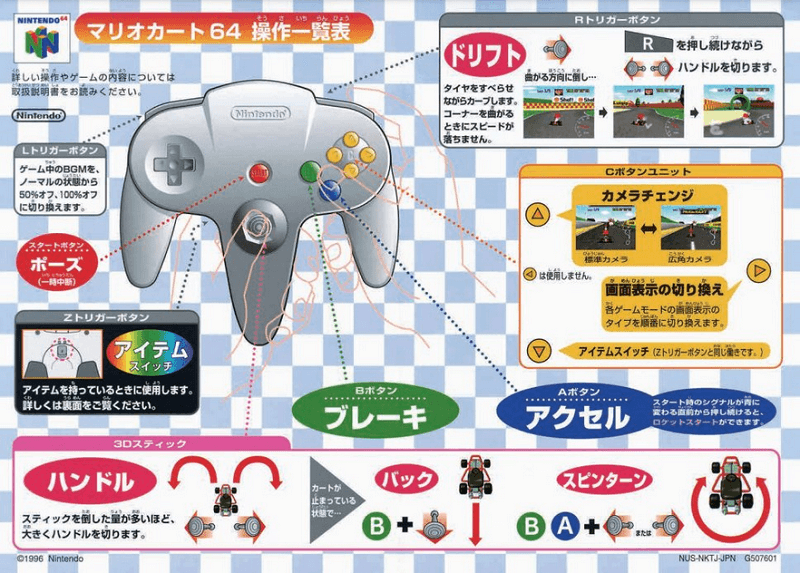 NINTENDO 64
マリオカート64 操作一覧表
詳しい操作やゲームの内容については
取扱説明書をお読みください。
Nintendo
Nintendo
Lトリガーボタン
ゲーム中のBGMを、
ノーマルの状態から
50%オフ、100%オフ
に切り換えます。
スタートボタン
ポーズ
(一時中断)
Zトリガーボタン
アイテム
スイッチ
アイテムを持っているときに使用します。
詳しくは裏面をご覧ください。
Rトリガーボタン
ドリフト
曲がる方向に倒し…
R
を押し続けながら
ハンドルを切ります。
タイヤをすべらせ
ながらカーブします。
コーナーを曲がる
ときにスピードが
落ちません。
Cボタンユニット
カメラチェンジ
標準カメラ
広角カメラ
は使用しません。
画面表示の切り換え
各ゲームモードの画面表示の
タイプを順番に切り換えます。
アイテムスイッチ(Zトリガーボタンと同じ働きです。)
Bボタン
ブレーキ
Aボタン
アクセル
スタート時のシグナルが青に
変わる直前から押し続けると、
ロケットスタートができます。
3Dスティック
ハンドル
スティックを倒した量が多いほど、
大きくハンドルを切ります。
カートが
止まっている
状態で…
バック
B+
スピンターン
B A+
または
©1996 Nintendo
NUS-NKTJ-JPN G507601